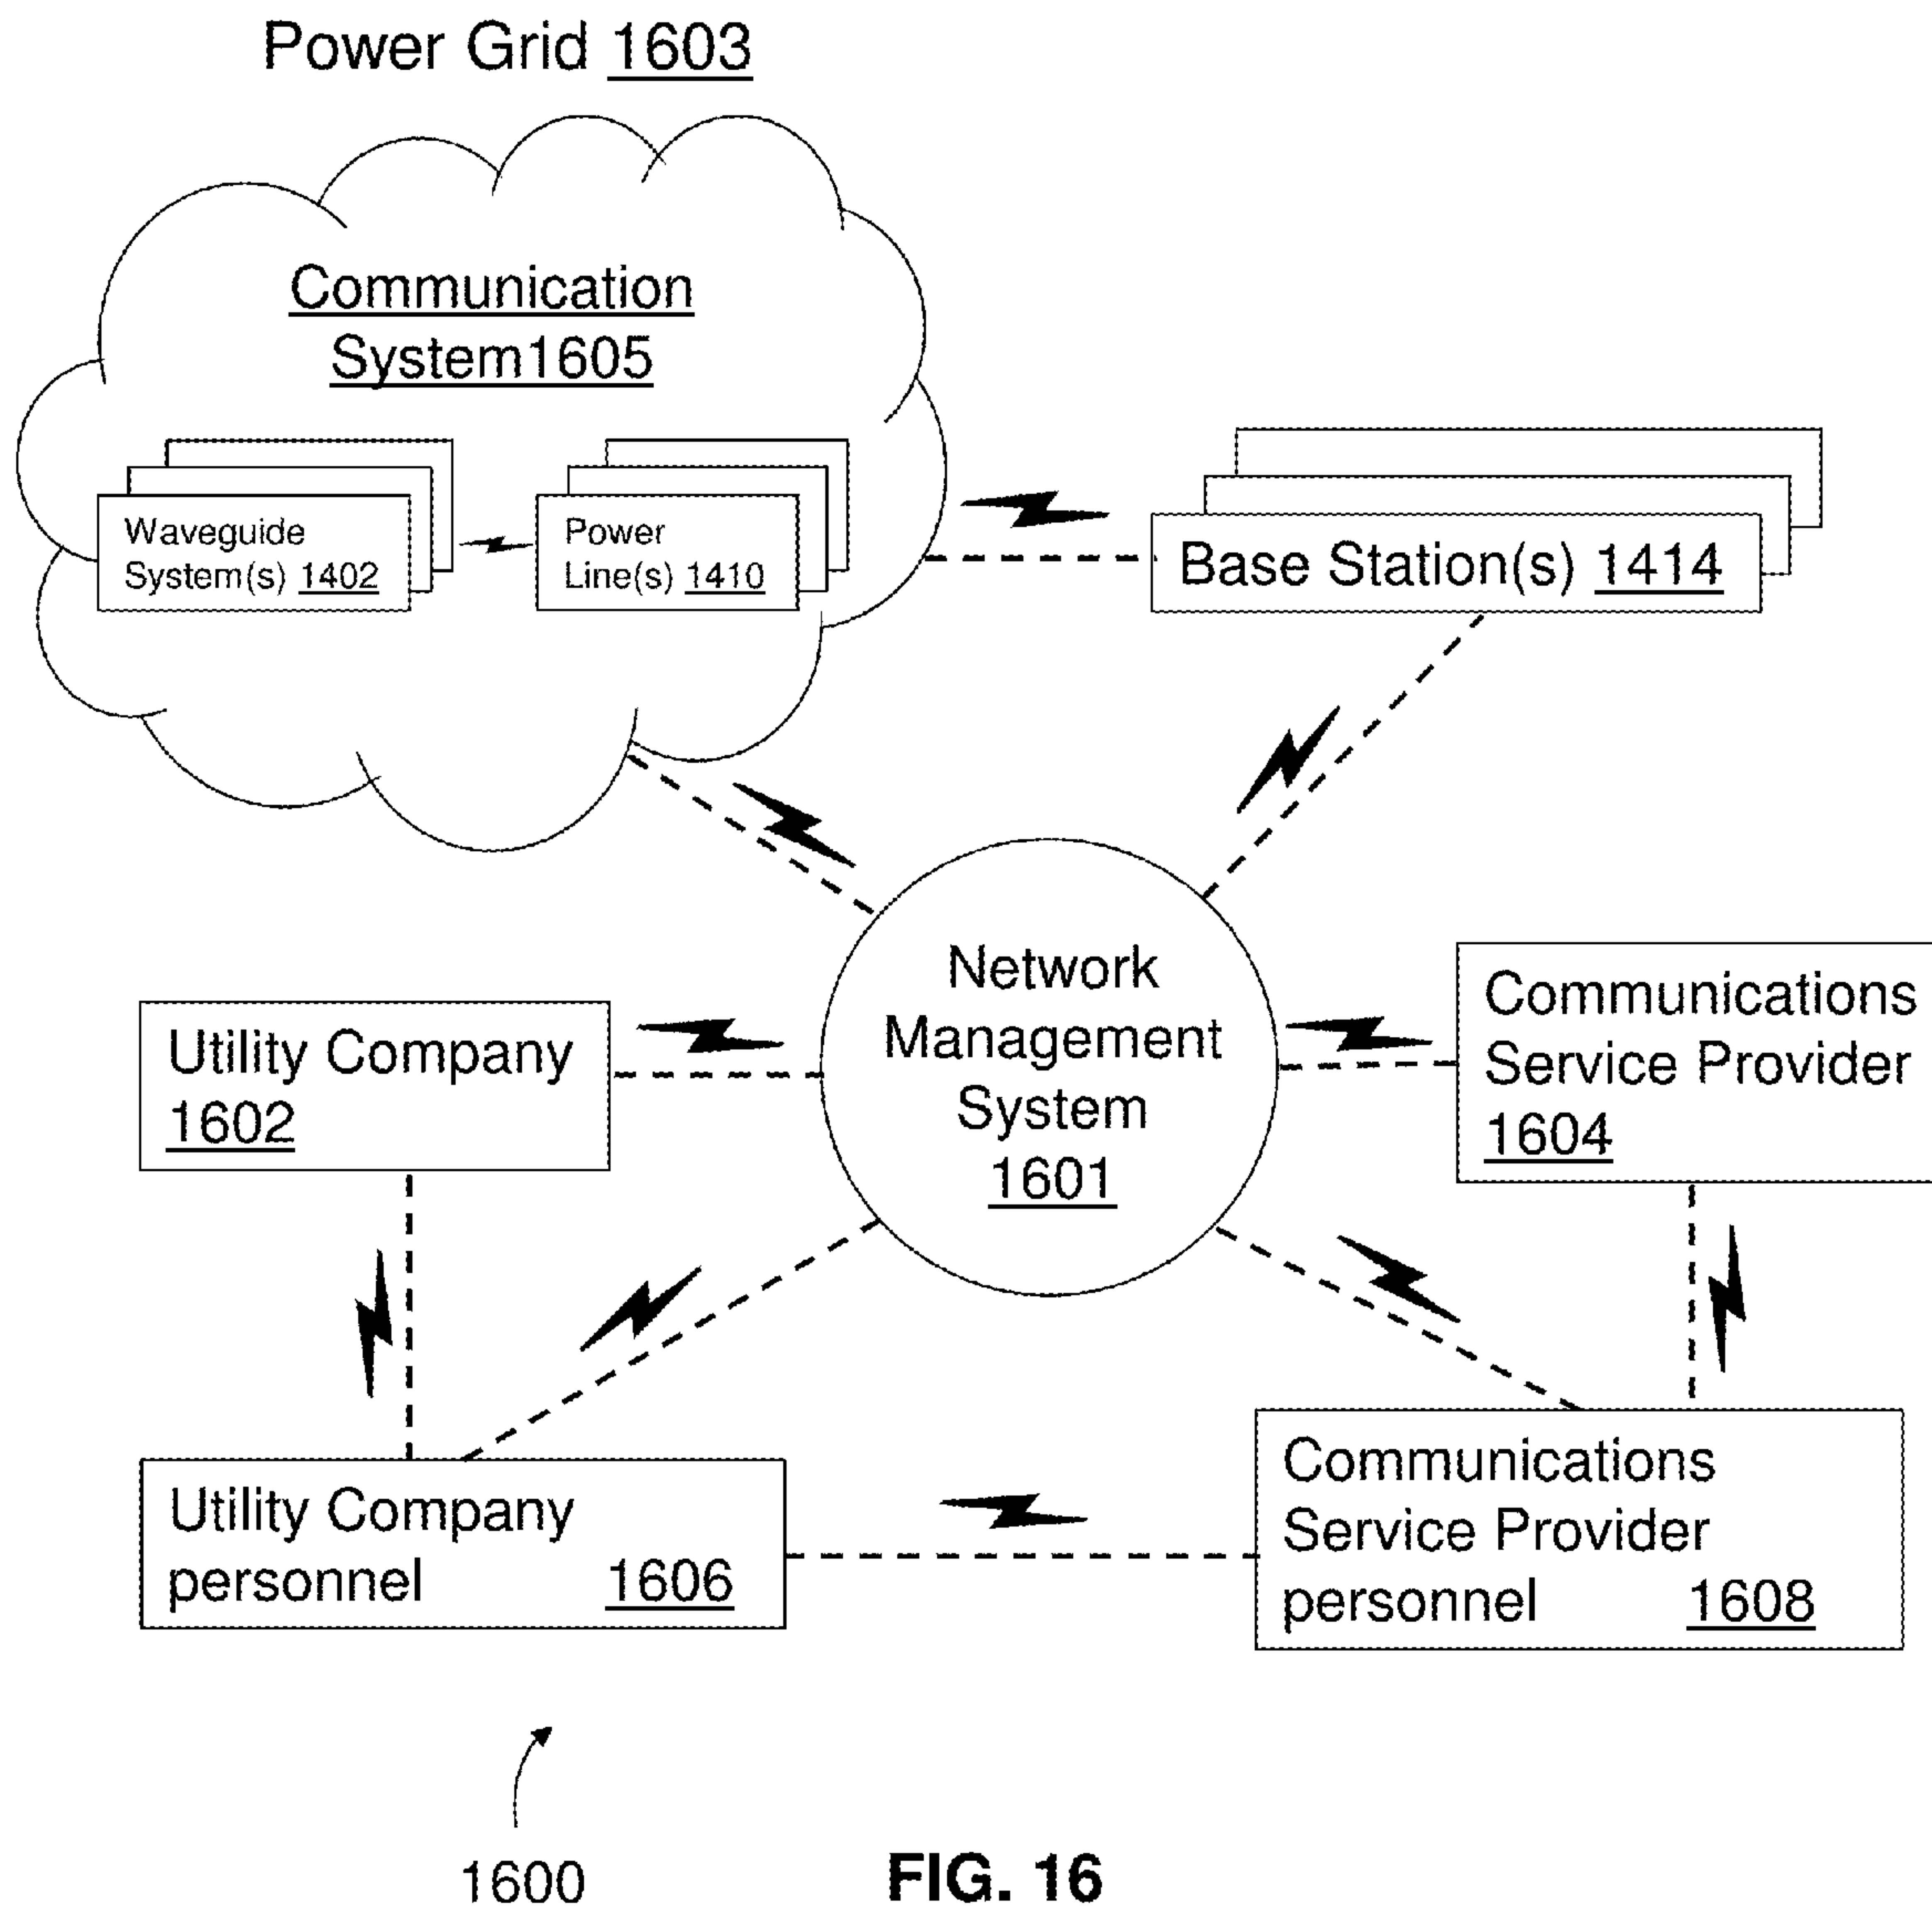 Power Grid 1603
Communication
System1605
Waveguide
System(s) 1402
Power
Line(s) 1410
Base Station(s) 1414
Network
Management
System
1601
Utility Company
1602
Communications
Service Provider
1604
Utility Company
personnel 1606
Communications
Service Provider
personnel 1608
1600
FIG. 16